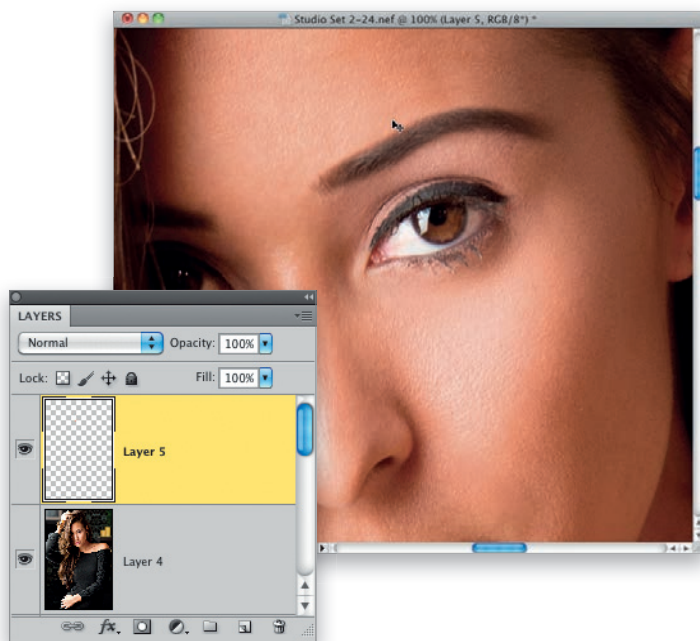 Studio Set 2-24.nef @ 100% (Layer 5, RGB/8*) *
LAYERS
Normal Opacity: 100%
Lock: Fill: 100%
Layer 5
Layer 4
fx.